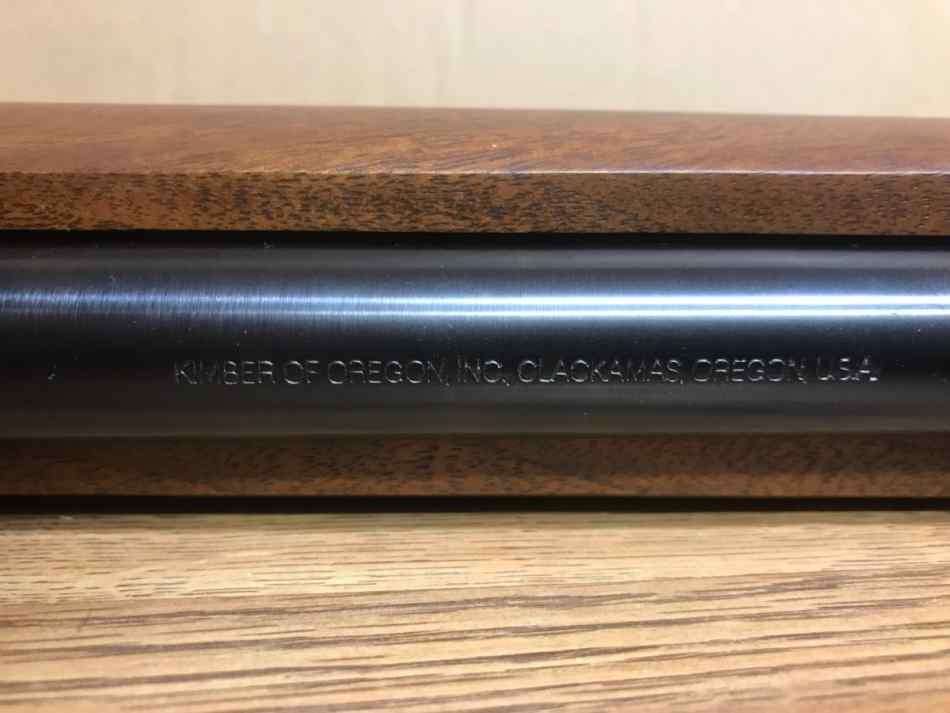 KIMBER OF OREGON, INC., CLACKAMAS, OREGON, U.S.A.